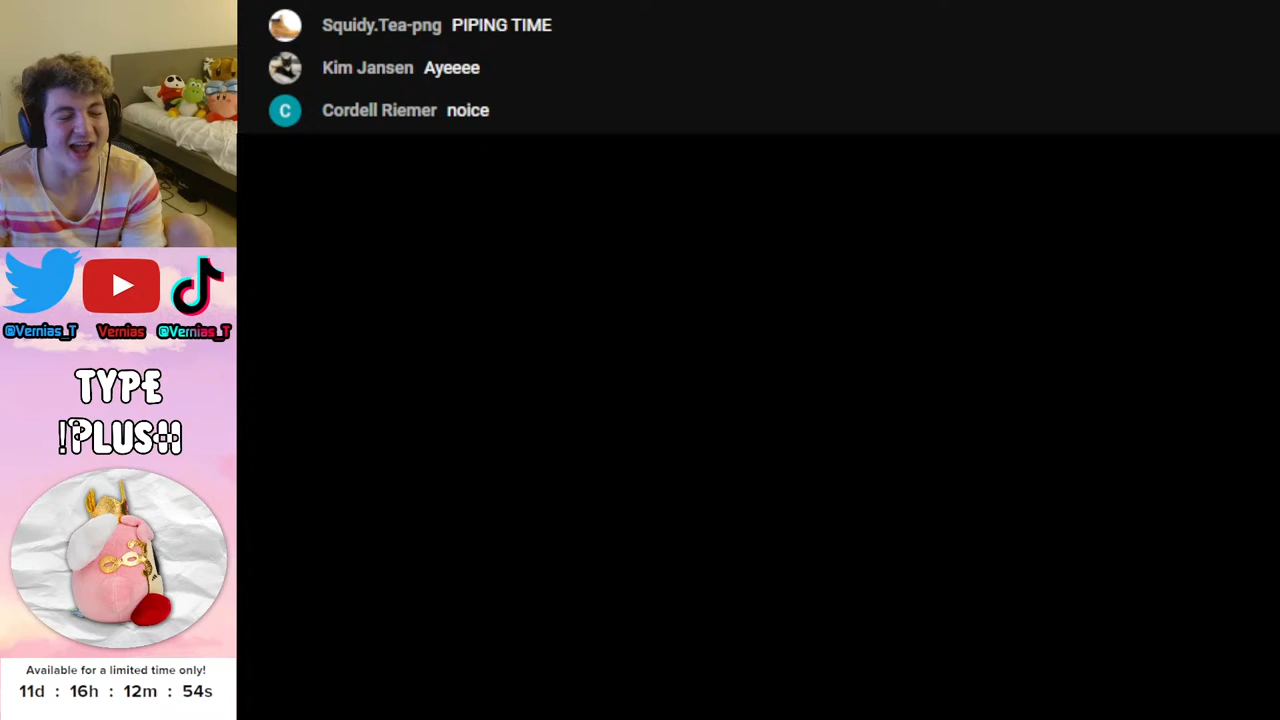 Squidy.Tea-png PIPING TIME
Kim Jansen Ayeeee
C Cordell Riemer noice
@Vernias_T Vernias @Vernias_T
TYPE
!PLUSH
Available for a limited time only!
11d : 16h : 12m : 54s